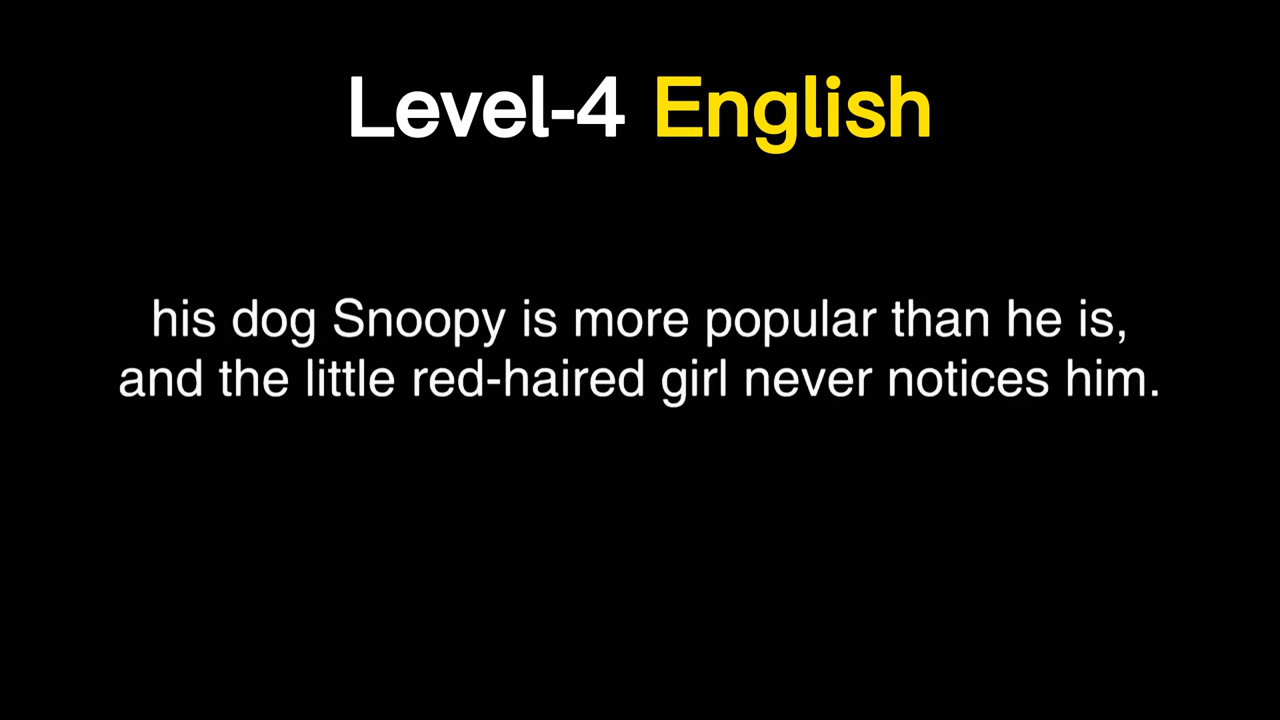 Level-4 English
his dog Snoopy is more popular than he is,
and the little red-haired girl never notices him.